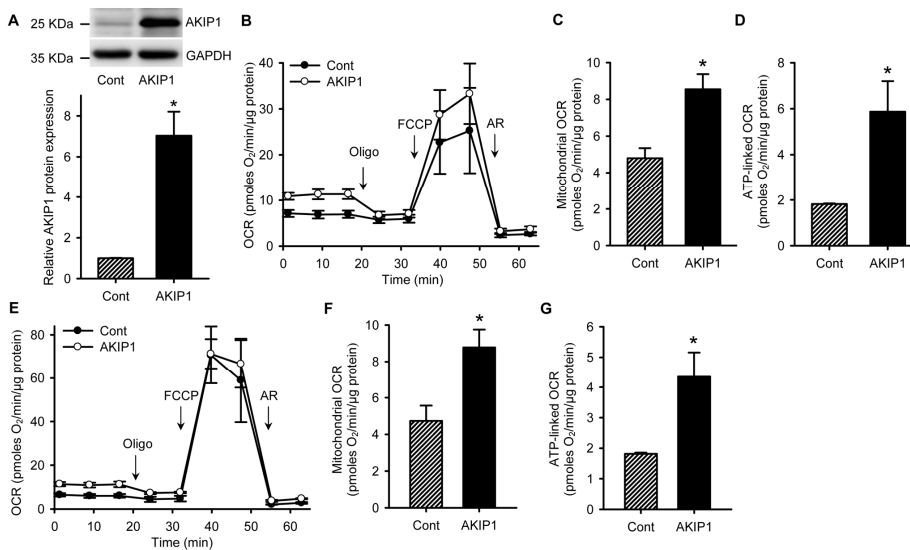 A
25 KDa
AKIP1
35 KDa
GAPDH
Cont AKIP1
Relative AKIP1 protein expression
8
6
4
2
0
*
Cont AKIP1
B
Cont
AKIP1
OCR (pmoles O₂/min/µg protein)
40
30
20
10
0
Oligo
FCCP
AR
0 10 20 30 40 50 60
Time (min)
C
Mitochondrial OCR
(pmoles O₂/min/µg protein)
10
8
6
4
2
0
*
Cont AKIP1
D
ATP-linked OCR
(pmoles O₂/min/µg protein)
8
6
4
2
0
*
Cont AKIP1
E
Cont
AKIP1
OCR (pmoles O₂/min/µg protein)
80
60
40
20
0
Oligo
FCCP
AR
0 10 20 30 40 50 60
Time (min)
F
Mitochondrial OCR
(pmoles O₂/min/µg protein)
10
8
6
4
2
0
*
Cont AKIP1
G
ATP-linked OCR
(pmoles O₂/min/µg protein)
6
5
4
3
2
1
0
*
Cont AKIP1